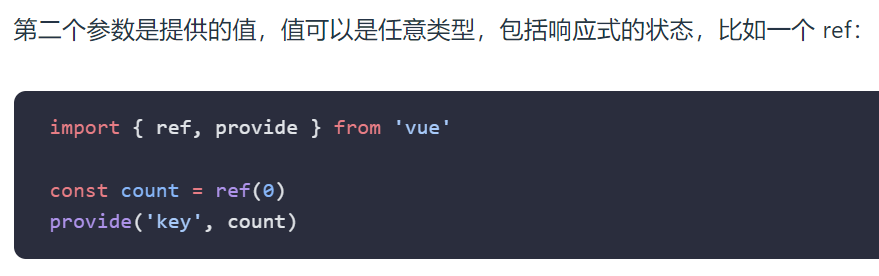 第二个参数是提供的值，值可以是任意类型，包括响应式的状态，比如一个 ref：
import { ref, provide } from 'vue'
const count = ref(0)
provide('key', count)